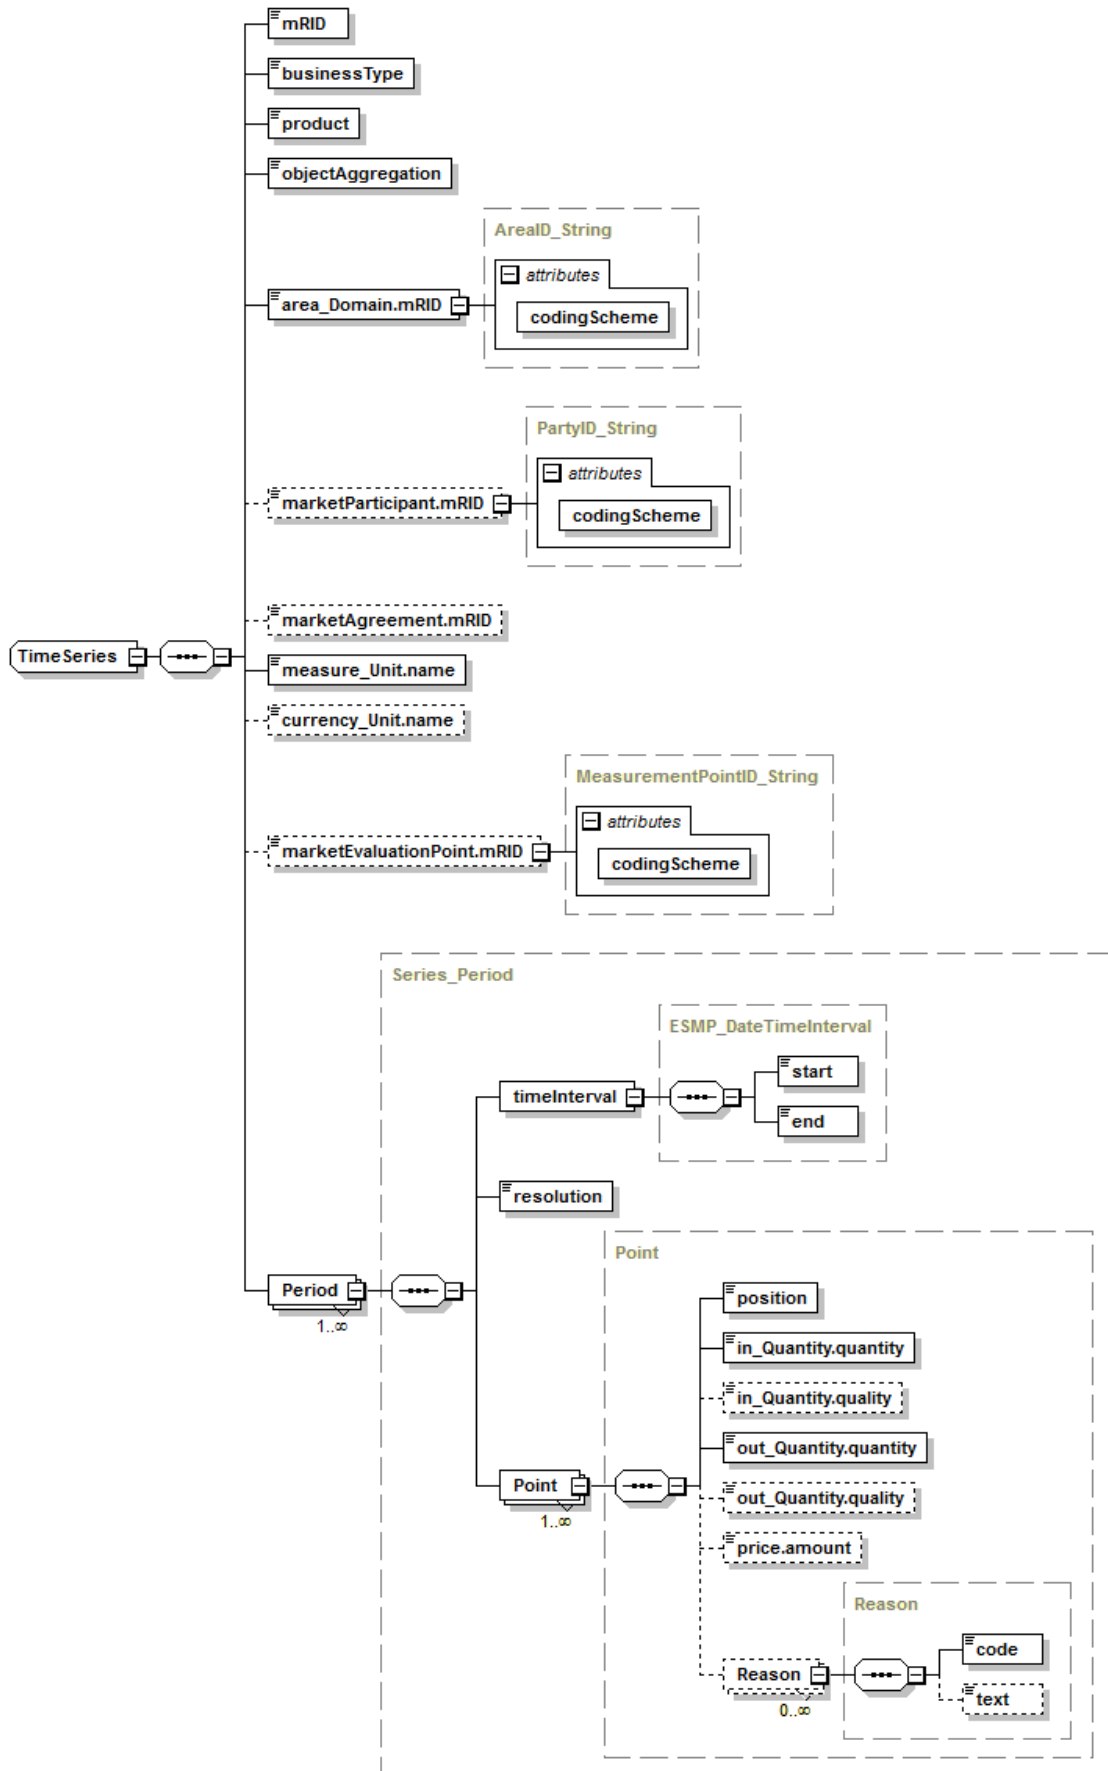 mRID
businessType
product
objectAggregation
AreaID_String
attributes
area_Domain.mRID
codingScheme
PartyID_String
attributes
marketParticipant.mRID
codingScheme
marketAgreement.mRID
TimeSeries
measure_Unit.name
currency_Unit.name
MeasurementPointID_String
attributes
marketEvaluationPoint.mRID
codingScheme
Series_Period
ESMP_DateTimeInterval
start
timeInterval
end
resolution
Point
Period
1..∞
position
in_Quantity.quantity
in_Quantity.quality
out_Quantity.quantity
Point
1..∞
out_Quantity.quality
price.amount
Reason
code
Reason
0..∞
text